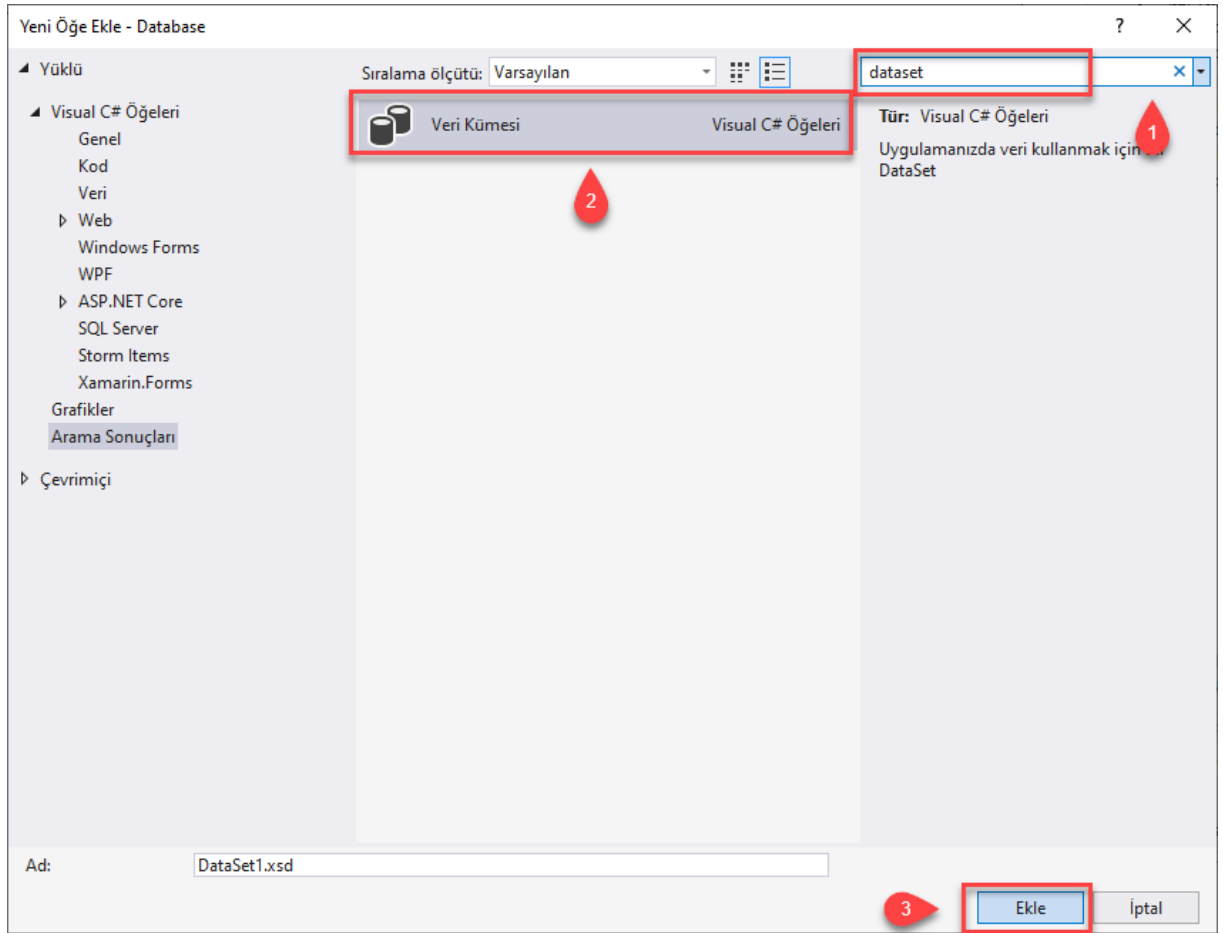 Yeni Öğe Ekle - Database
?
Yüklü
Visual C# Öğeleri
Genel
Kod
Veri
Web
Windows Forms
WPF
ASP.NET Core
SQL Server
Storm Items
Xamarin.Forms
Grafikler
Arama Sonuçları
Çevrimiçi
Sıralama ölçütü: Varsayılan
Veri Kümesi Visual C# Öğeleri
2
dataset
1
Tür: Visual C# Öğeleri
Uygulamanızda veri kullanmak için
DataSet
Ad: DataSet1.xsd
3
Ekle
İptal